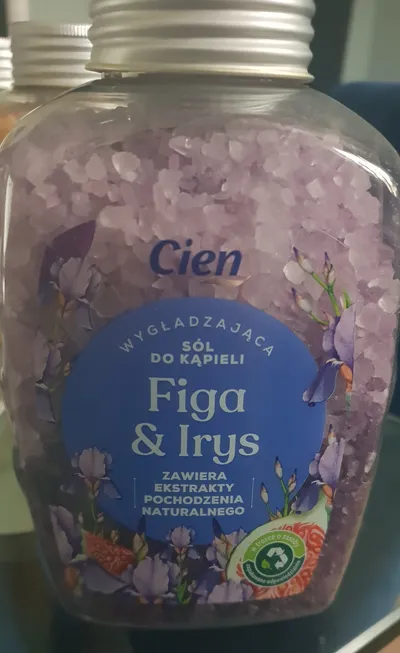 Cien
WYGŁADZAJĄCA
SÓL
DO KĄPIELI
Figa
& Irys
ZAWIERA
EKSTRAKTY
POCHODZENIA
NATURALNEGO